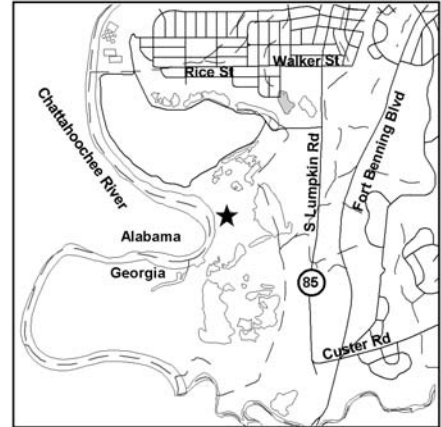 Walker St
Rice St
Chattahoochee River
S Lumpkin Rd
Fort Benning Blvd
Alabama
Georgia
85
Custer Rd